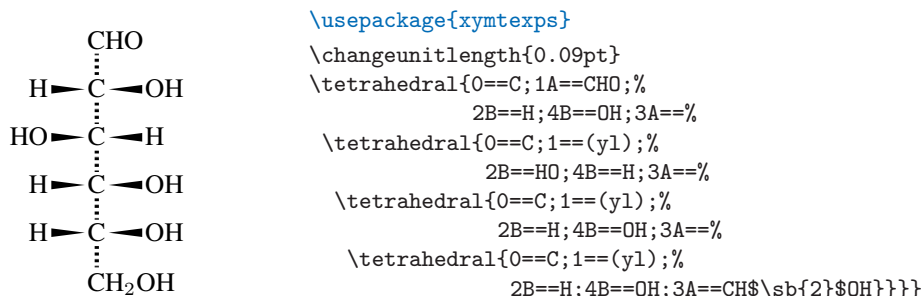 CHO
H C OH
HO C H
H C OH
H C OH
CH2OH
\usepackage{xymtexps}
\changeunitlength{0.09pt}
\tetrahedral{0==C;1A==CHO;%
2B==H;4B==OH;3A==%
\tetrahedral{0==C;1==(yl);%
2B==HO;4B==H;3A==%
\tetrahedral{0==C;1==(yl);%
2B==H;4B==OH;3A==%
\tetrahedral{0==C;1==(yl);%
2B==H;4B==OH;3A==CH$\sb{2}$OH}}}}